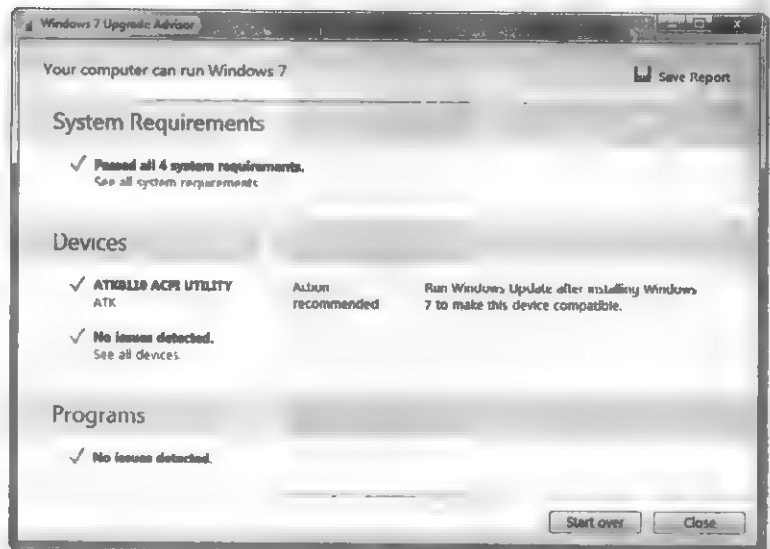 Windows 7 Upgrade Advisor
Your computer can run Windows 7
Save Report
System Requirements
Passed all 4 system requirements.
See all system requirements
Devices
ATK0110 ACPI UTILITY
ATK
Action
recommended
Run Windows Update after installing Windows
7 to make this device compatible.
No issues detected.
See all devices
Programs
No issues detected.
Start over
Close